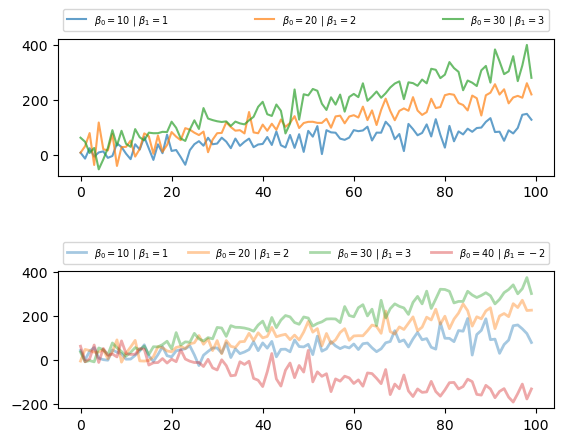 β₀ = 10 | β₁ = 1 β₀ = 20 | β₁ = 2 β₀ = 30 | β₁ = 3
400
200
0
0 20 40 60 80 100
β₀ = 10 | β₁ = 1 β₀ = 20 | β₁ = 2 β₀ = 30 | β₁ = 3 β₀ = 40 | β₁ = −2
400
200
0
−200
0 20 40 60 80 100